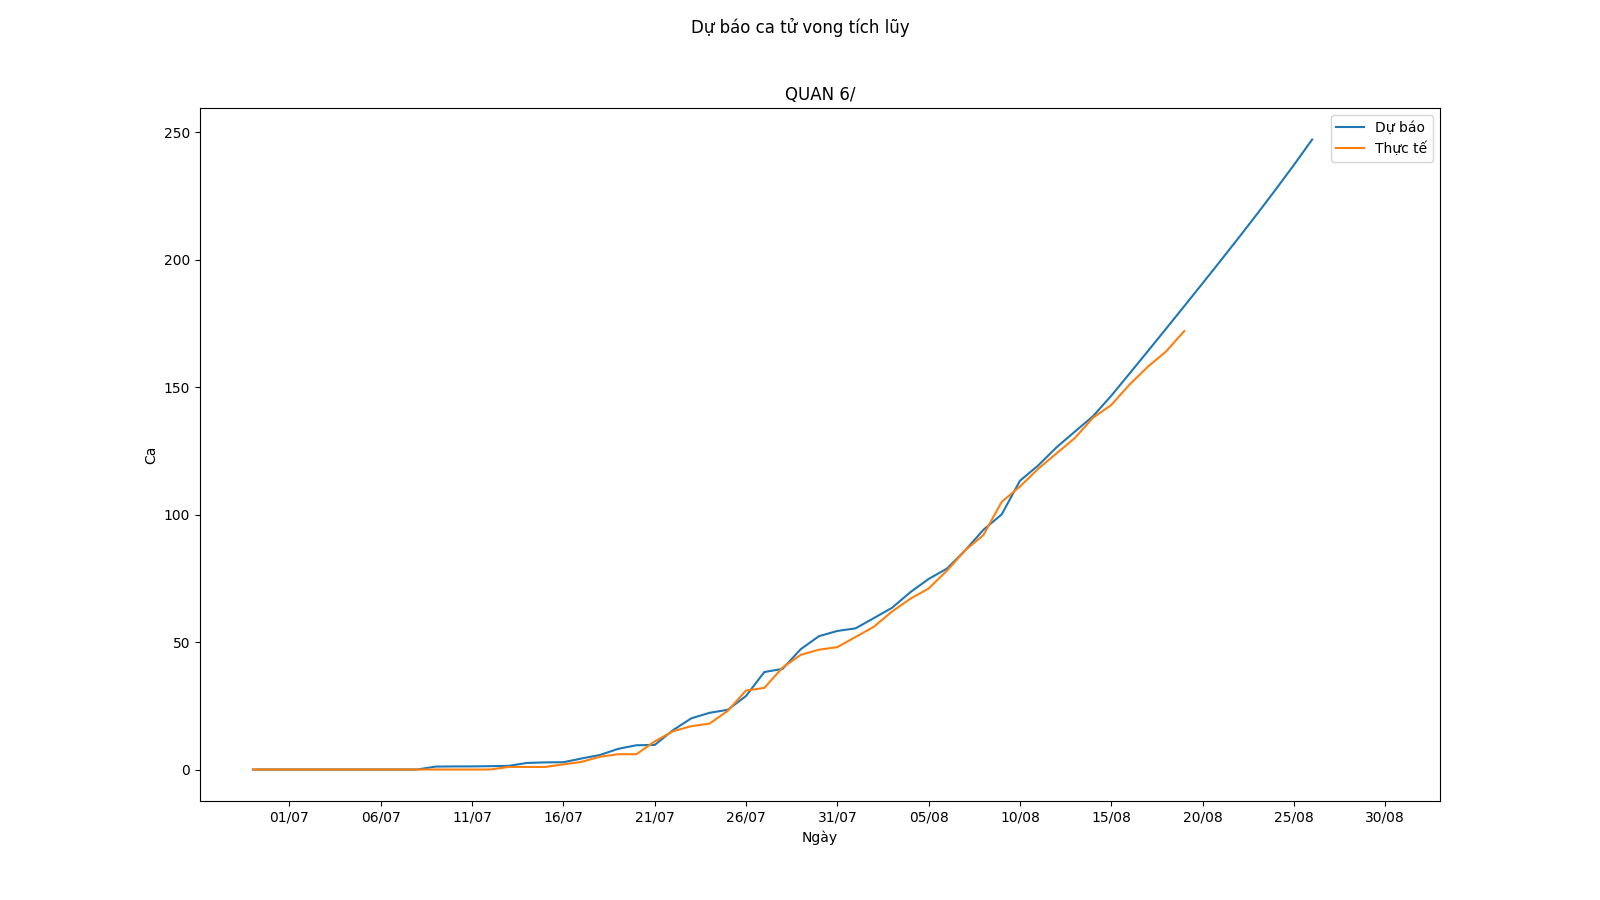 Dự báo ca tử vong tích lũy
QUAN 6/
Dự báo
Thực tế
250
200
150
100
50
0
Ca
01/07 06/07 11/07 16/07 21/07 26/07 31/07 05/08 10/08 15/08 20/08 25/08 30/08
Ngày